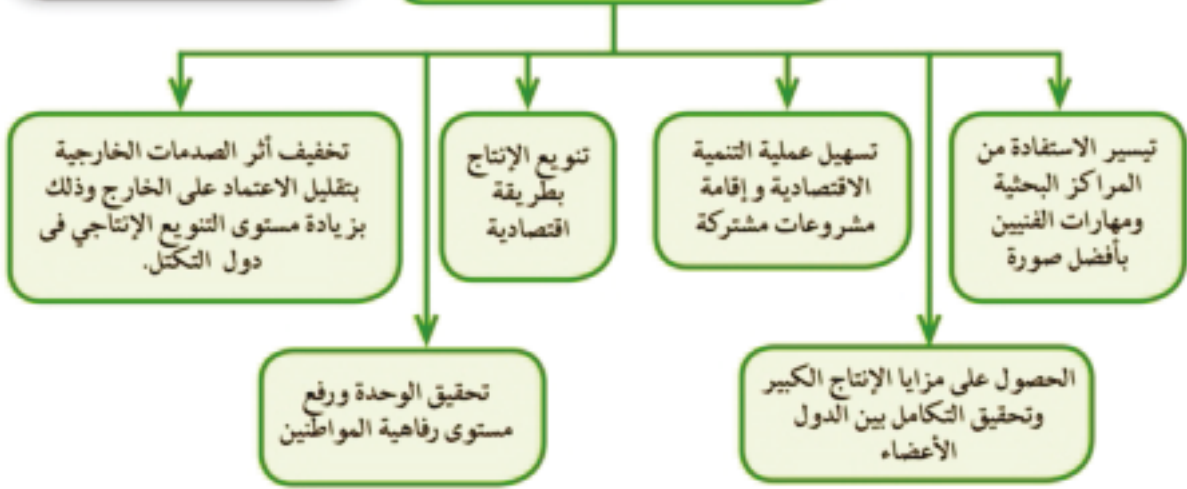 تيسير الاستفادة من
المراكز البحثية
ومهارات الفنيين
بأفضل صورة
تسهيل عملية التنمية
الاقتصادية وإقامة
مشروعات مشتركة
تنويع الإنتاج
بطريقة
اقتصادية
تخفيف أثر الصدمات الخارجية
بتقليل الاعتماد على الخارج وذلك
بزيادة مستوى التنويع الإنتاجي فى
دول التكتل.
الحصول على مزايا الإنتاج الكبير
وتحقيق التكامل بين الدول
الأعضاء
تحقيق الوحدة ورفع
مستوى رفاهية المواطنين